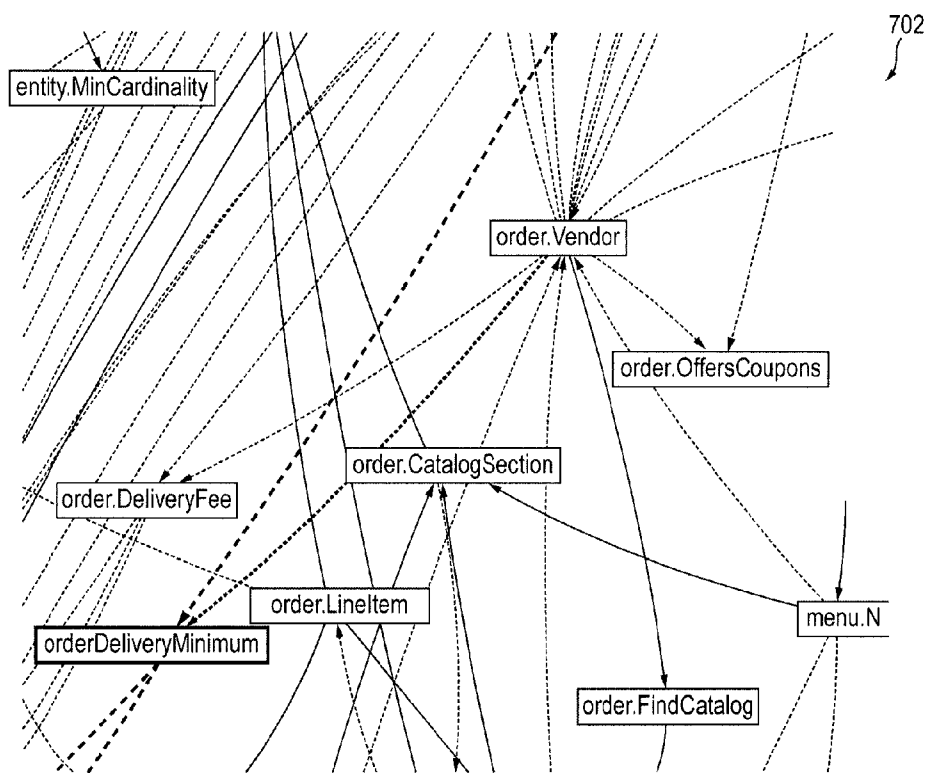 702
entity.MinCardinality
order.Vendor
order.OffersCoupons
order.CatalogSection
order.DeliveryFee
order.LineItem
menu.N
orderDeliveryMinimum
order.FindCatalog